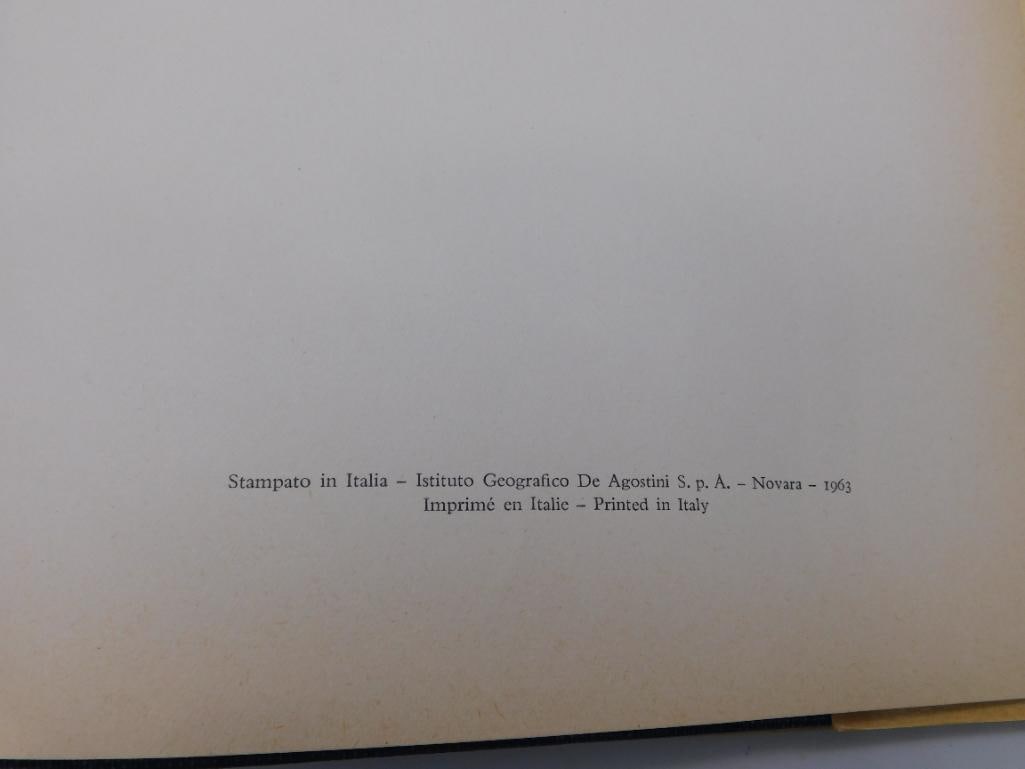 Stampato in Italia – Istituto Geografico De Agostini S. p. A. – Novara – 1963
Imprimé en Italie – Printed in Italy